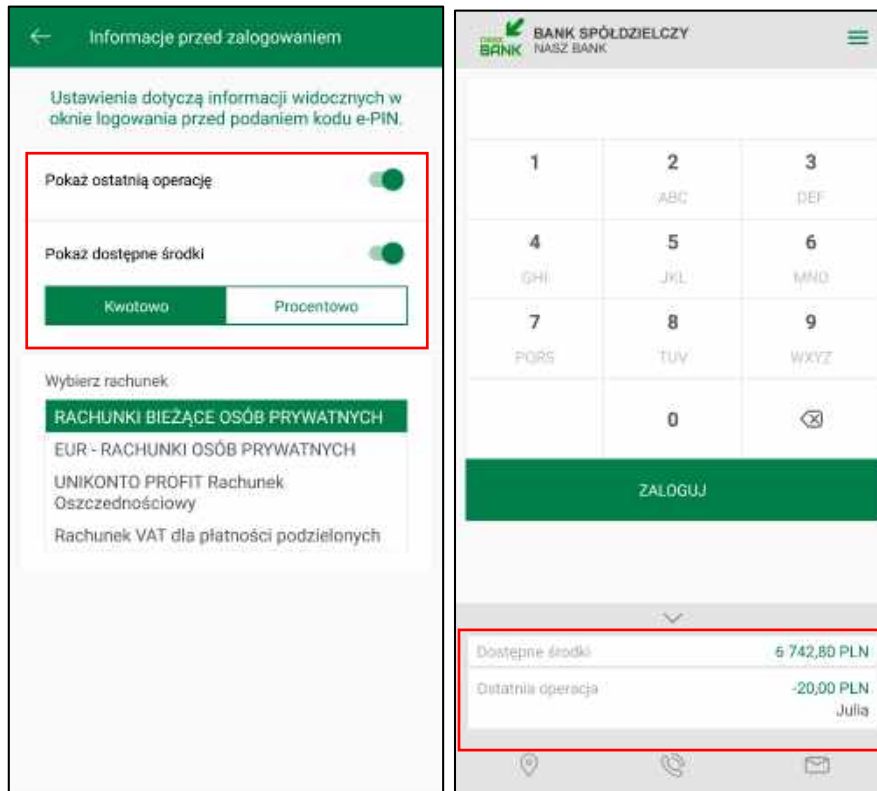 Informacje przed zalogowaniem
Ustawienia dotyczą informacji widocznych w
oknie logowania przed podaniem kodu e-PIN.
Pokaż ostatnią operację
Pokaż dostępne środki
Kwotowo Procentowo
Wybierz rachunek
RACHUNKI BIEŻĄCE OSÓB PRYWATNYCH
EUR - RACHUNKI OSÓB PRYWATNYCH
UNIKONTO PROFIT Rachunek
Oszczędnościowy
Rachunek VAT dla płatności podzielonych
nasz BANK
BANK SPÓŁDZIELCZY
NASZ BANK
1 2 3
ABC DEF
4 5 6
GHI JKL MNO
7 8 9
PQRS TUV WXYZ
0
ZALOGUJ
Dostępne środki 6 742,80 PLN
Ostatnia operacja -20,00 PLN
Julia